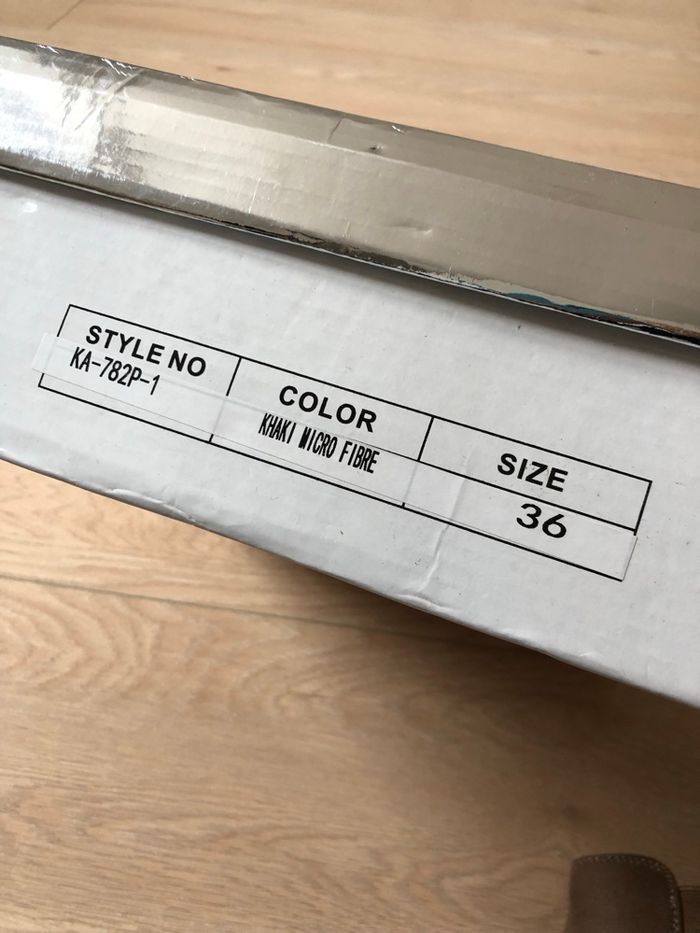 STYLE NO
KA-782P-1
COLOR
KHAKI MICRO FIBRE
SIZE
36